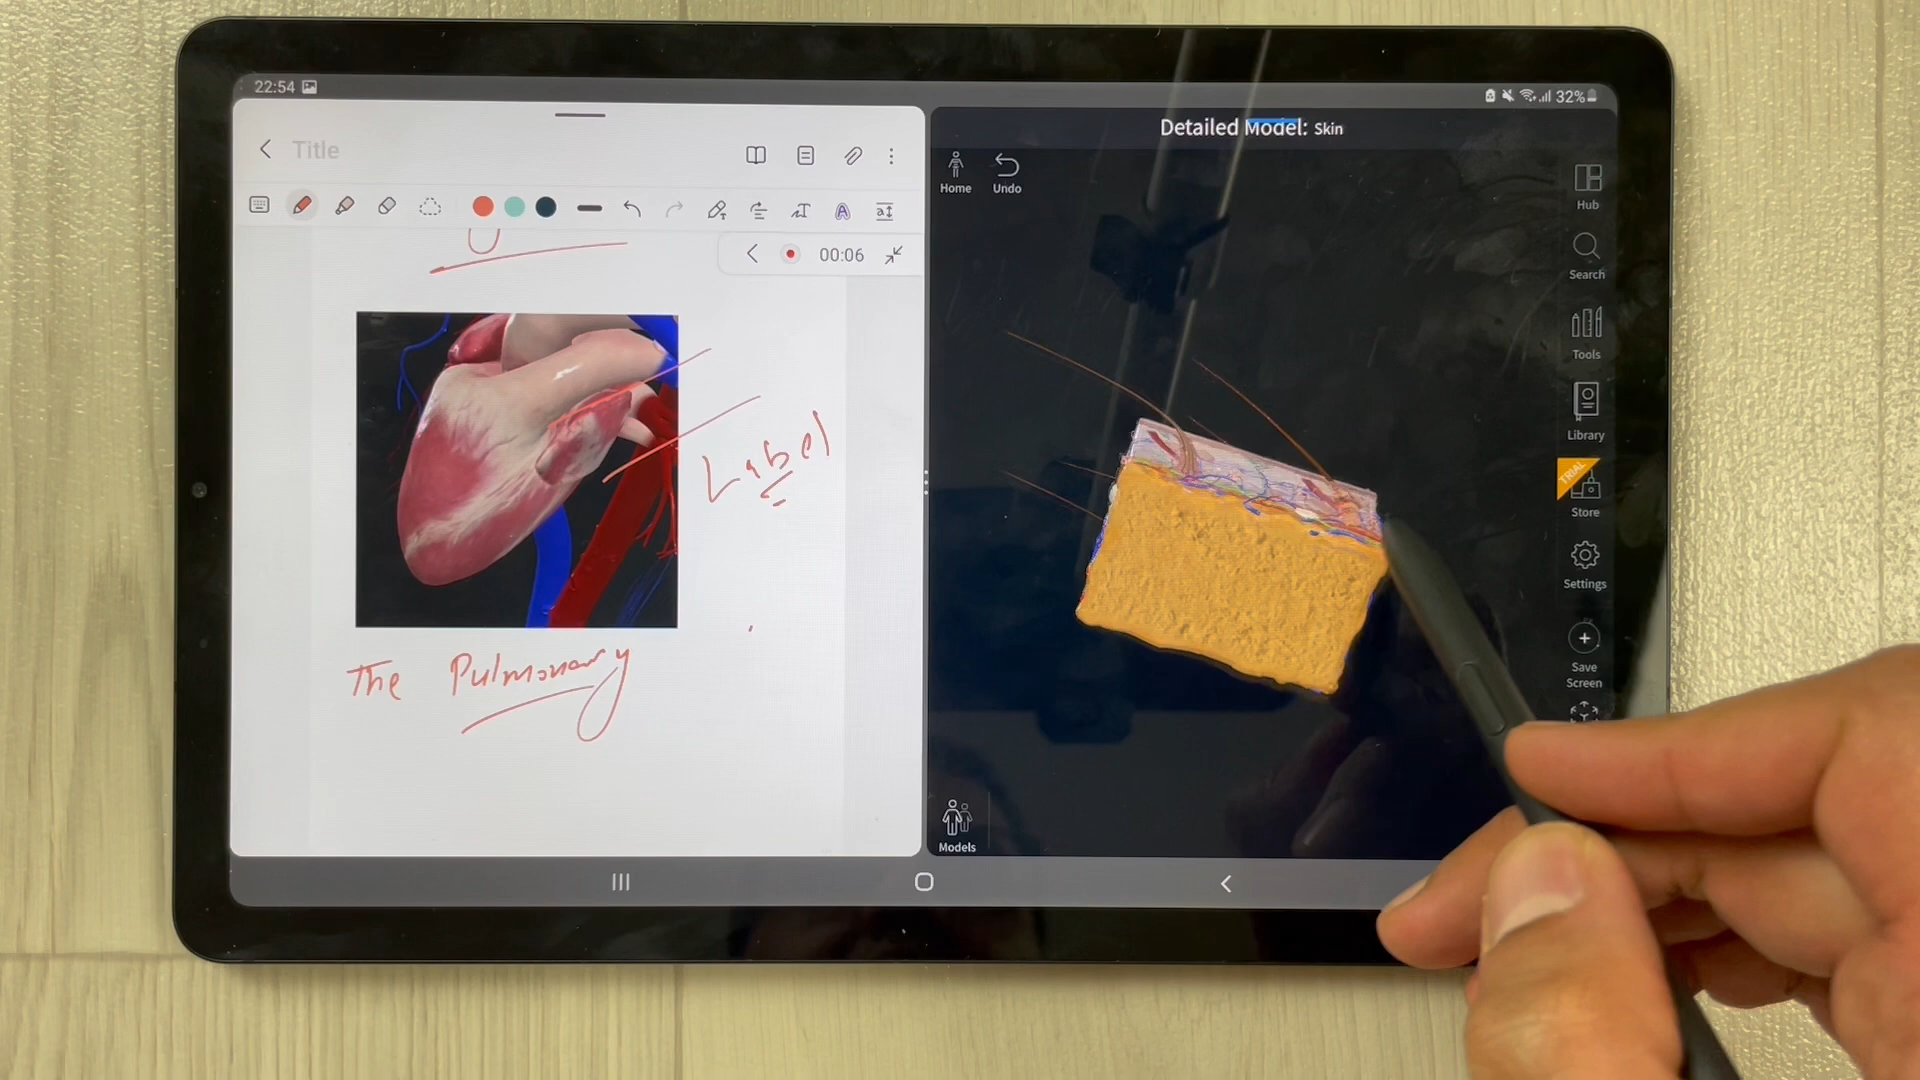 22:54
32%
Title
00:06
Label
The Pulmonary
Detailed Model: Skin
Home
Undo
Hub
Search
Tools
Library
TRIAL
Store
Settings
Save
Screen
Models